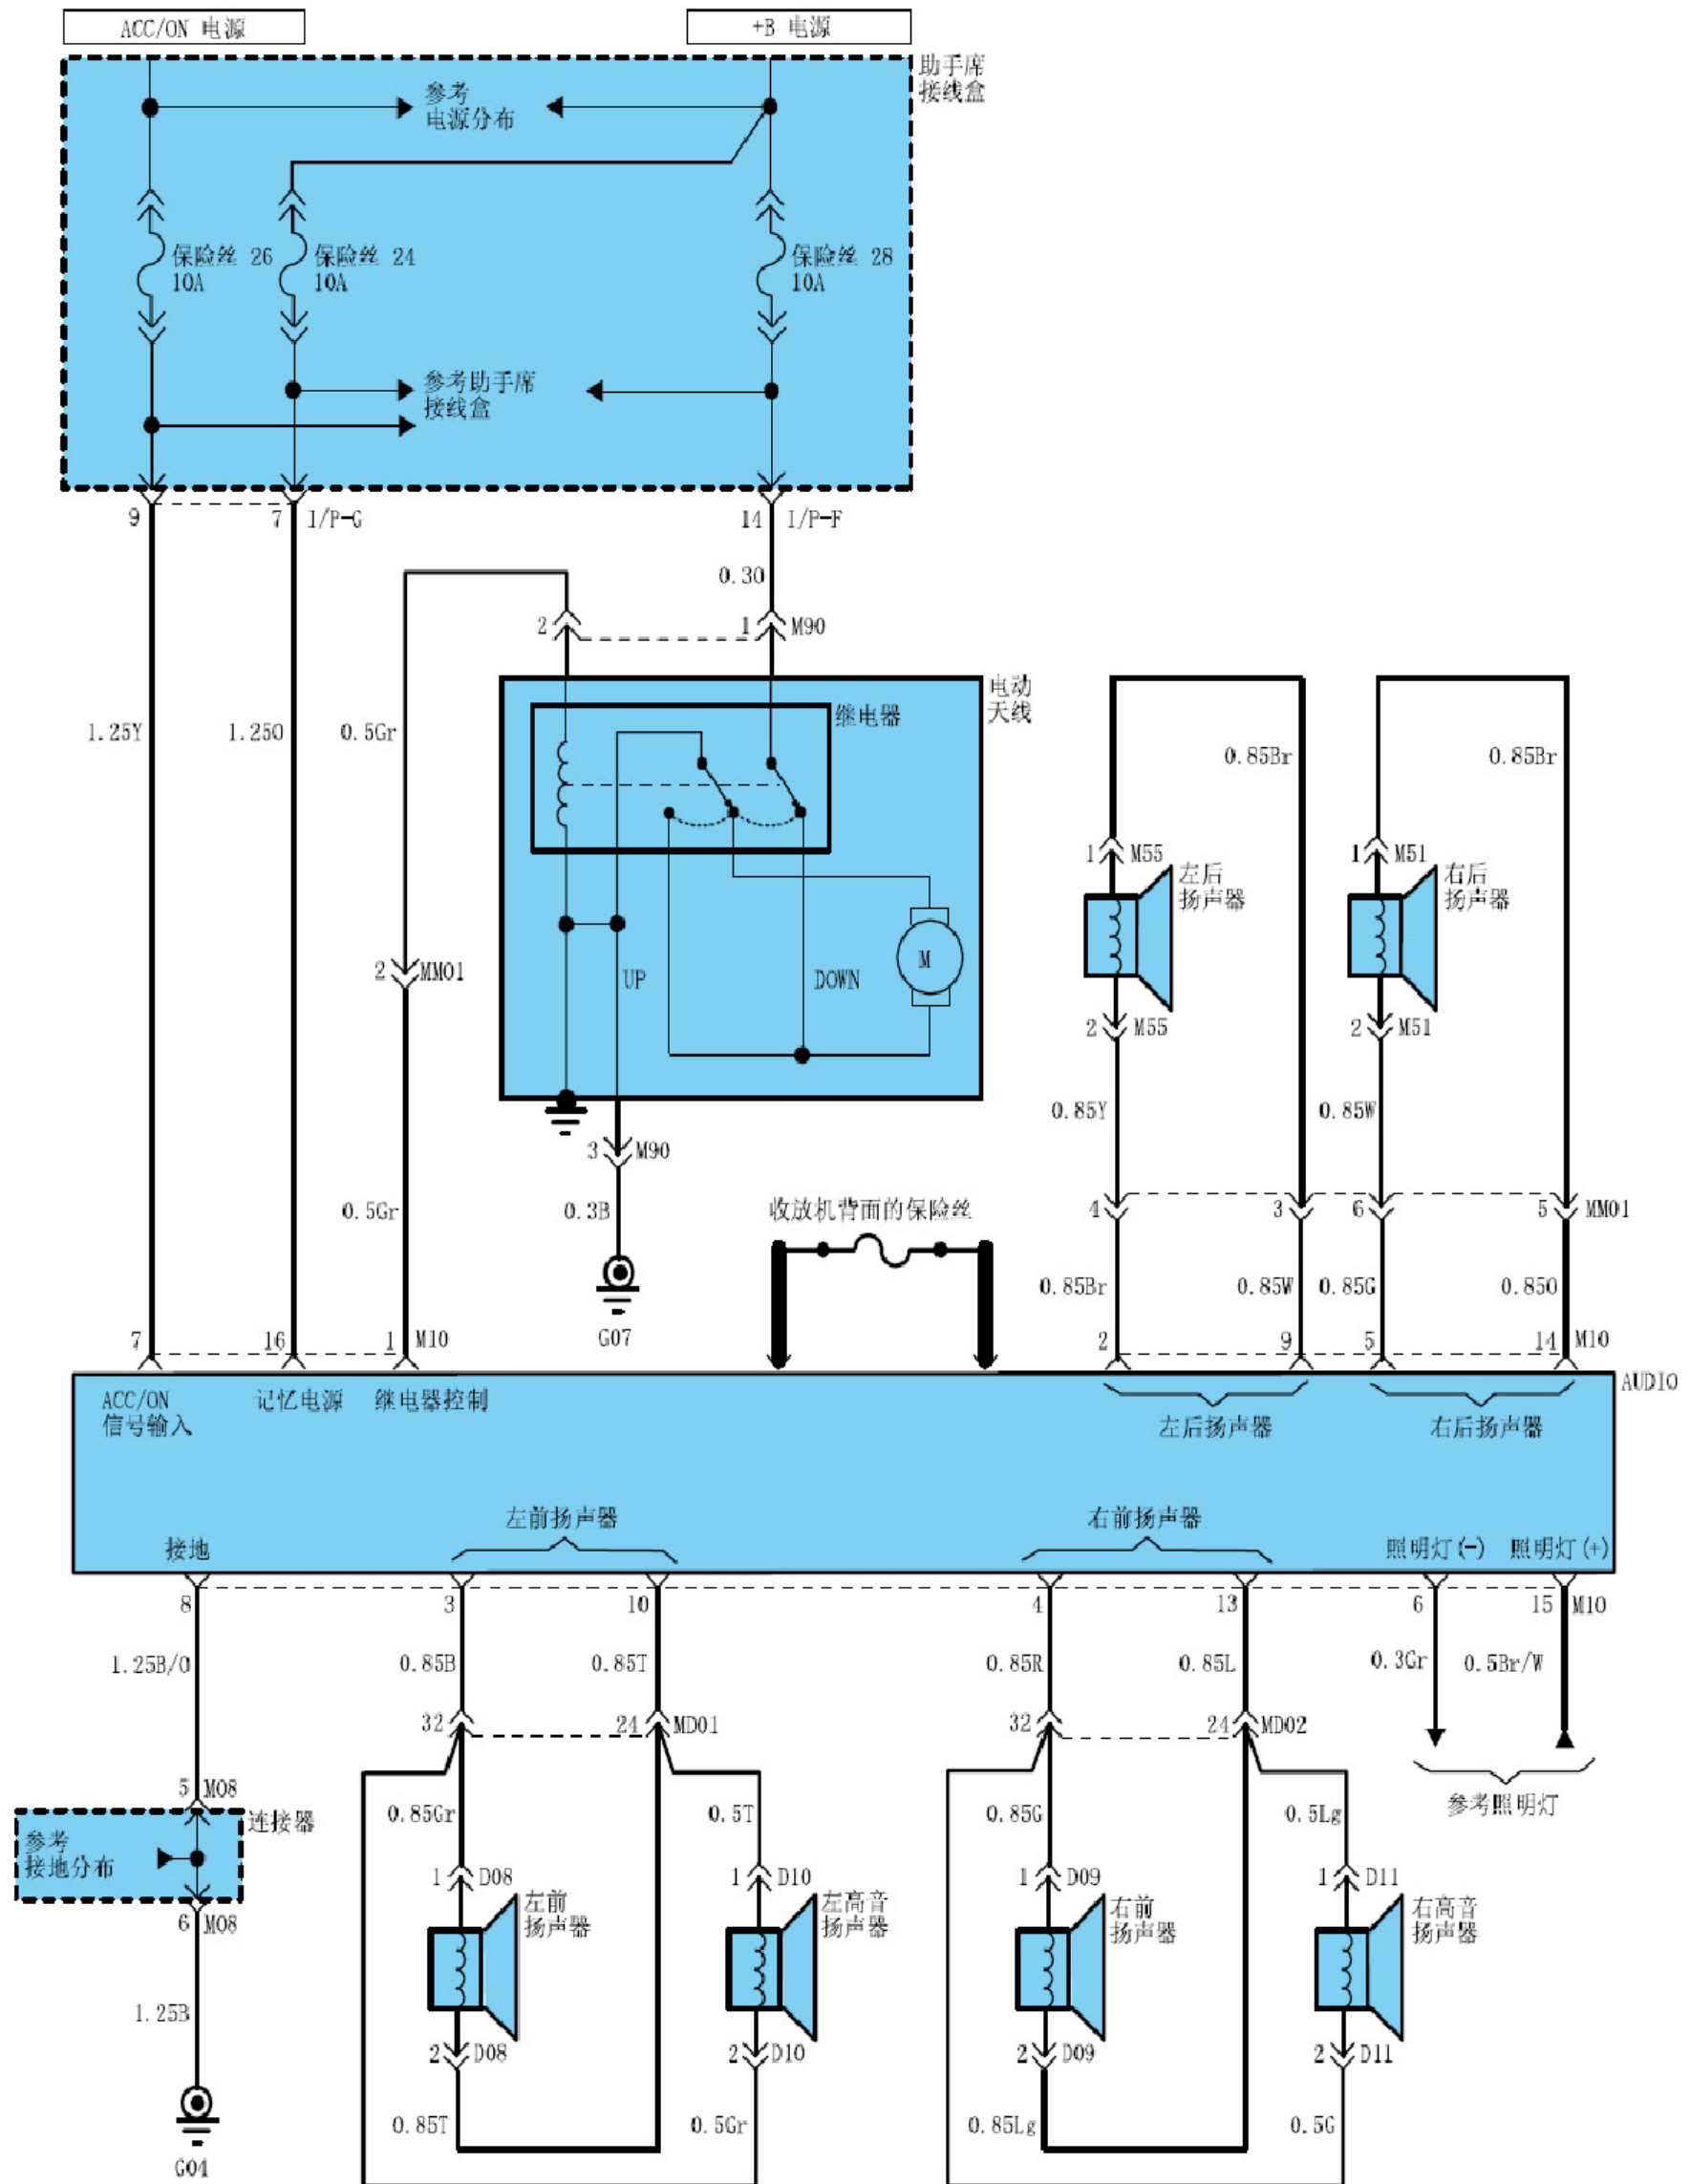 ACC/ON 电源
+B 电源
助手席
接线盒
参考
电源分布
保险丝 26
10A
保险丝 24
10A
保险丝 28
10A
参考助手席
接线盒
9
7
I/P-G
14
I/P-F
0.30
2
1
M90
电动
天线
继电器
1.25Y
1.250
0.5Gr
0.85Br
0.85Br
1
M55
左后
扬声器
1
M51
右后
扬声器
2
MM01
UP
DOWN
M
2
M55
2
M51
0.85Y
0.85W
3
M90
0.5Gr
0.3B
收放机背面的保险丝
4
3
6
5
MM01
0.85Br
0.85W
0.85G
0.850
G07
7
16
1
M10
2
9
5
14
M10
AUDIO
ACC/ON
信号输入
记忆电源
继电器控制
左后扬声器
右后扬声器
左前扬声器
右前扬声器
接地
照明灯(-)
照明灯(+)
8
3
10
4
13
6
15
M10
1.25B/O
0.85B
0.85T
0.85R
0.85L
0.3Gr
0.5Br/W
32
24
MD01
32
24
MD02
5
M08
连接器
参考
接地分布
0.85Gr
0.5T
0.85G
0.5Lg
参考照明灯
1
D08
1
D10
1
D09
1
D11
左前
扬声器
左高音
扬声器
右前
扬声器
右高音
扬声器
6
M08
1.25B
2
D08
2
D10
2
D09
2
D11
0.85T
0.5Gr
0.85Lg
0.5G
G04